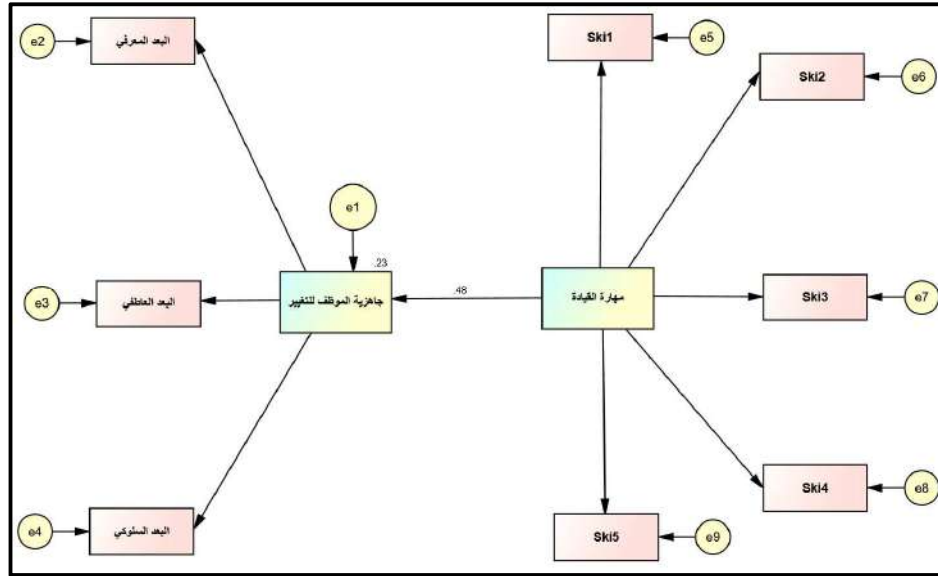 e2
البعد المعرفي
Ski1
e5
Ski2
e6
e1
.23
e3
البعد العاطفي
جاهزية الموظف للتغيير
.48
مهارة القيادة
Ski3
e7
e4
البعد السلوكي
Ski5
e9
Ski4
e8